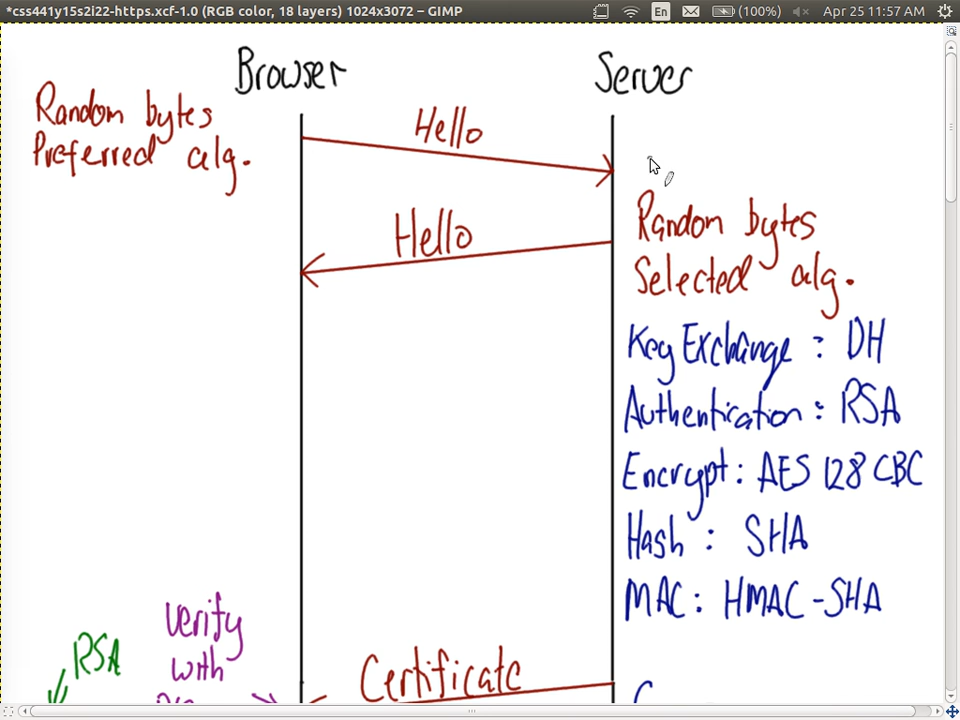 *css441y15s2i22-https.xcf-1.0 (RGB color, 18 layers) 1024x3072 – GIMP
En
(100%)
Apr 25 11:57 AM
Browser
Server
Random bytes
Preferred alg.
Hello
Hello
Random bytes
Selected alg.
Key Exchange : DH
Authentication : RSA
Encrypt : AES 128 CBC
Hash : SHA
MAC : HMAC-SHA
Verify
with
RSA
Certificate